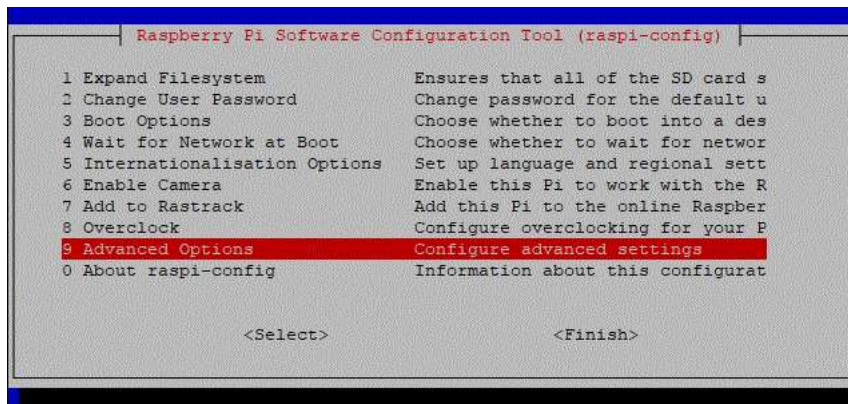 Raspberry Pi Software Configuration Tool (raspi-config)
1 Expand Filesystem Ensures that all of the SD card s
2 Change User Password Change password for the default u
3 Boot Options Choose whether to boot into a des
4 Wait for Network at Boot Choose whether to wait for networ
5 Internationalisation Options Set up language and regional sett
6 Enable Camera Enable this Pi to work with the R
7 Add to Rastrack Add this Pi to the online Raspber
8 Overclock Configure overclocking for your P
9 Advanced Options Configure advanced settings
0 About raspi-config Information about this configurat
<Select> <Finish>